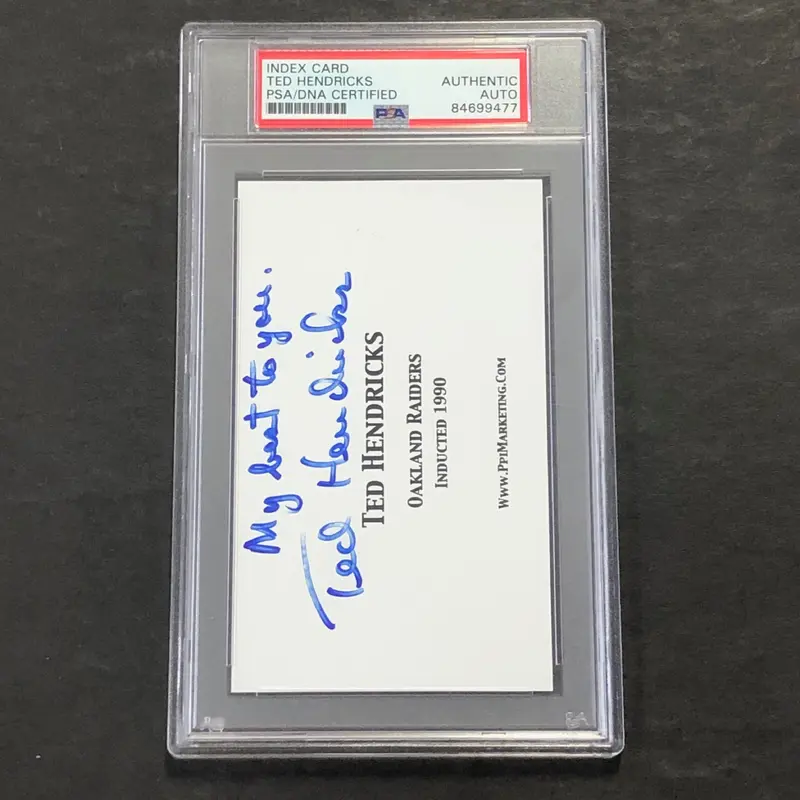 INDEX CARD
TED HENDRICKS
PSA/DNA CERTIFIED
AUTHENTIC
AUTO
84699477
PSA
My best to you.
Ted Hendricks
TED HENDRICKS
OAKLAND RAIDERS
INDUCTED 1990
WWW.PPIMARKETING.COM